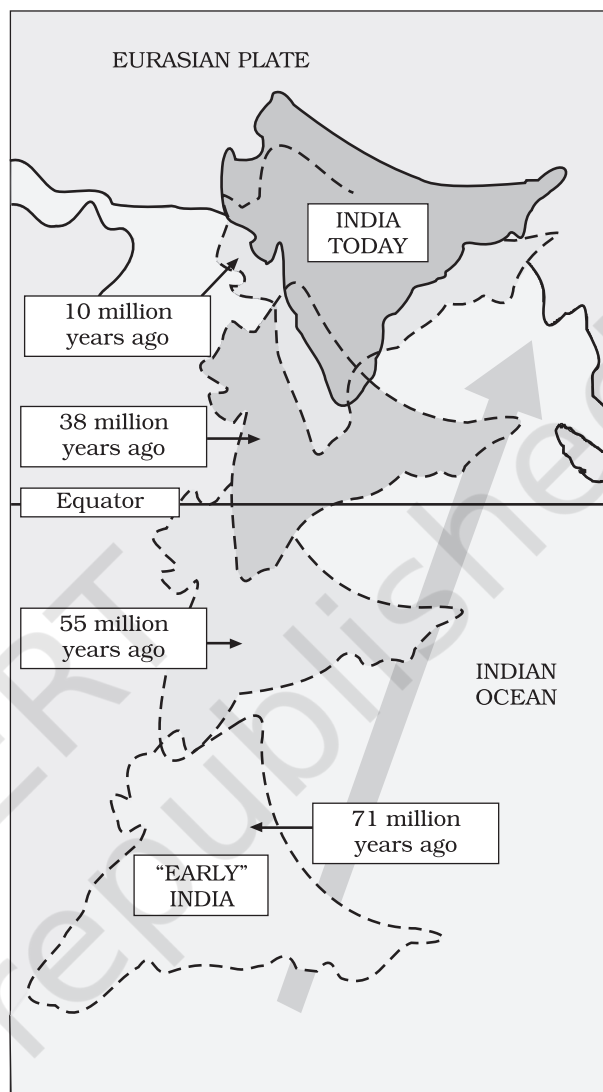 EURASIAN PLATE
INDIA
TODAY
10 million
years ago
38 million
years ago
Equator
55 million
years ago
INDIAN
OCEAN
71 million
years ago
“EARLY”
INDIA
republished